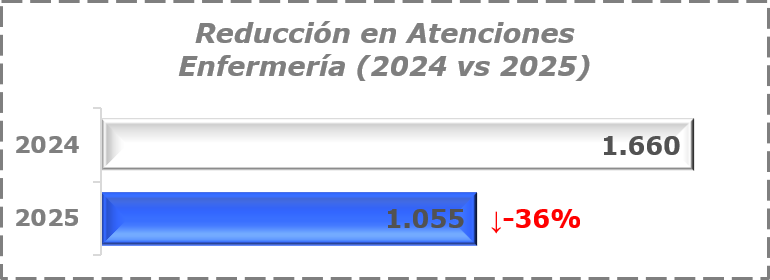 Reducción en Atenciones
Enfermería (2024 vs 2025)
2024
1.660
2025
1.055
↓-36%